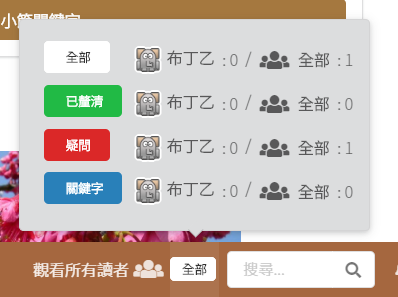 小節關鍵字
全部 布丁乙 : 0 / 全部 : 1
已釐清 布丁乙 : 0 / 全部 : 0
疑問 布丁乙 : 0 / 全部 : 1
關鍵字 布丁乙 : 0 / 全部 : 0
觀看所有讀者 全部 搜尋...